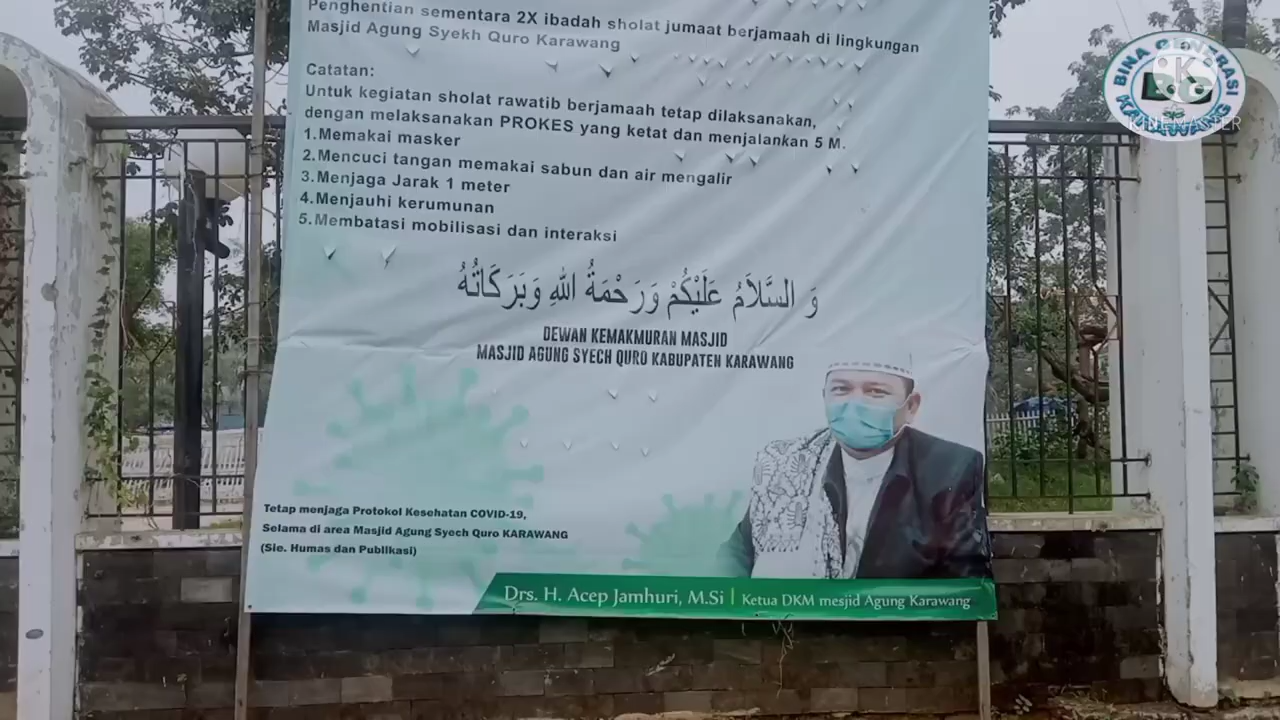 Penghentian sementara 2X ibadah sholat jumaat berjamaah di lingkungan
Masjid Agung Syekh Quro Karawang
Catatan:
Untuk kegiatan sholat rawatib berjamaah tetap dilaksanakan,
dengan melaksanakan PROKES yang ketat dan menjalankan 5 M.
1.Memakai masker
2.Mencuci tangan memakai sabun dan air mengalir
3.Menjaga Jarak 1 meter
4.Menjauhi kerumunan
5.Membatasi mobilisasi dan interaksi
وَ السَّلَامُ عَلَيْكُمْ وَرَحْمَةُ اللهِ وَبَرَكَاتُهُ
DEWAN KEMAKMURAN MASJID
MASJID AGUNG SYECH QURO KABUPATEN KARAWANG
Tetap menjaga Protokol Kesehatan COVID-19,
Selama di area Masjid Agung Syech Quro KARAWANG
(Sie. Humas dan Publikasi)
Drs. H. Acep Jamhuri, M.Si | Ketua DKM mesjid Agung Karawang
BINA GENERASI
KARAWANG
KINEMASTER